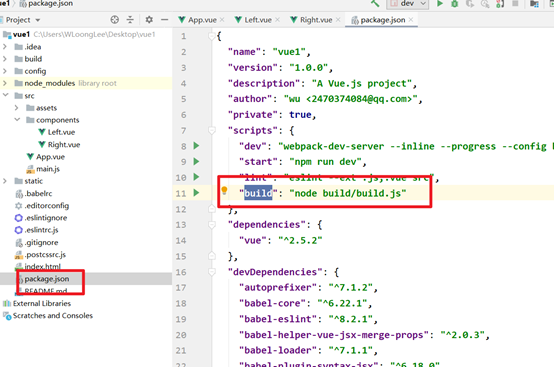 dev
Project
App.vue
Left.vue
Right.vue
package.json
vue1 C:\Users\WLoongLee\Desktop\vue1
.idea
build
config
node_modules library root
src
assets
components
Left.vue
Right.vue
App.vue
main.js
static
.babelrc
.editorconfig
.eslintignore
.eslintrc.js
.gitignore
.postcssrc.js
index.html
package.json
README.md
External Libraries
Scratches and Consoles
1 {
2 "name": "vue1",
3 "version": "1.0.0",
4 "description": "A Vue.js project",
5 "author": "wu <2470374084@qq.com>",
6 "private": true,
7 "scripts": {
8 "dev": "webpack-dev-server --inline --progress --config
9 "start": "npm run dev",
10 "lint": "eslint --ext .js,.vue src",
11 "build": "node build/build.js"
12 },
13 "dependencies": {
14 "vue": "^2.5.2"
15 },
16 "devDependencies": {
17 "autoprefixer": "^7.1.2",
18 "babel-core": "^6.22.1",
19 "babel-eslint": "^8.2.1",
20 "babel-helper-vue-jsx-merge-props": "^2.0.3",
21 "babel-loader": "^7.1.1",
22 "babel-plugin-syntax-jsx": "^6.18.0"